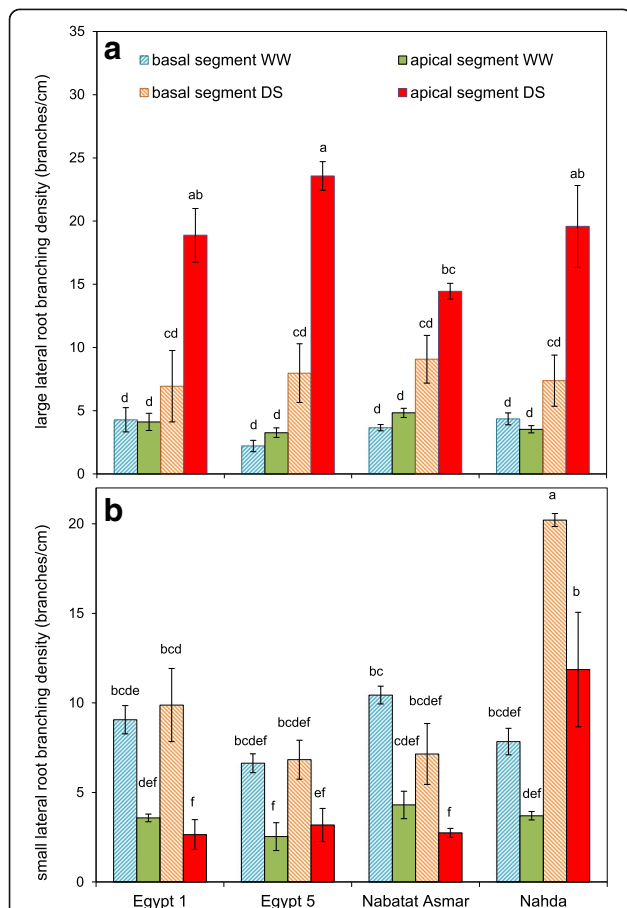 a
basal segment WW
apical segment WW
basal segment DS
apical segment DS
large lateral root branching density (branches/cm)
35
30
25
20
15
10
5
0
d d cd ab
d d cd a
d d cd bc
d d cd ab
b
small lateral root branching density (branches/cm)
20
15
10
5
0
bcde def bcd f
bcdef f bcdef ef
bc cdef bcdef f
bcdef def a b
Egypt 1 Egypt 5 Nabatat Asmar Nahda